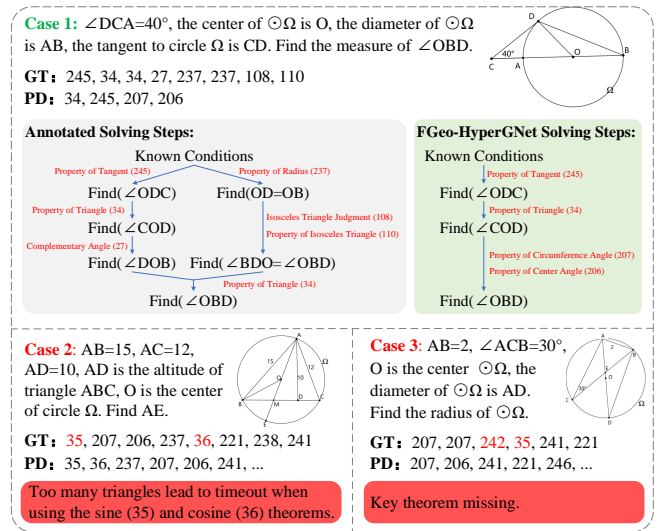 Case 1: ∠DCA=40°, the center of ⊙Ω is O, the diameter of ⊙Ω
is AB, the tangent to circle Ω is CD. Find the measure of ∠OBD.
GT: 245, 34, 34, 27, 237, 237, 108, 110
PD: 34, 245, 207, 206
D
40°
C
A
O
B
Ω
Annotated Solving Steps:
Known Conditions
Property of Tangent (245)
Property of Radius (237)
Find(∠ODC)
Find(OD=OB)
Property of Triangle (34)
Isosceles Triangle Judgment (108)
Find(∠COD)
Property of Isosceles Triangle (110)
Complementary Angle (27)
Find(∠DOB)
Find(∠BDO=∠OBD)
Property of Triangle (34)
Find(∠OBD)
FGeo-HyperGNet Solving Steps:
Known Conditions
Property of Tangent (245)
Find(∠ODC)
Property of Triangle (34)
Find(∠COD)
Property of Circumference Angle (207)
Property of Center Angle (206)
Find(∠OBD)
Case 2: AB=15, AC=12,
AD=10, AD is the altitude of
triangle ABC, O is the center
of circle Ω. Find AE.
A
Ω
15
12
O
10
B
M
D
C
E
GT: 35, 207, 206, 237, 36, 221, 238, 241
PD: 35, 36, 237, 207, 206, 241, ...
Too many triangles lead to timeout when
using the sine (35) and cosine (36) theorems.
Case 3: AB=2, ∠ACB=30°,
O is the center ⊙Ω, the
diameter of ⊙Ω is AD.
Find the radius of ⊙Ω.
A
2
B
E
O
30°
C
Ω
D
GT: 207, 207, 242, 35, 241, 221
PD: 207, 206, 241, 221, 246, ...
Key theorem missing.